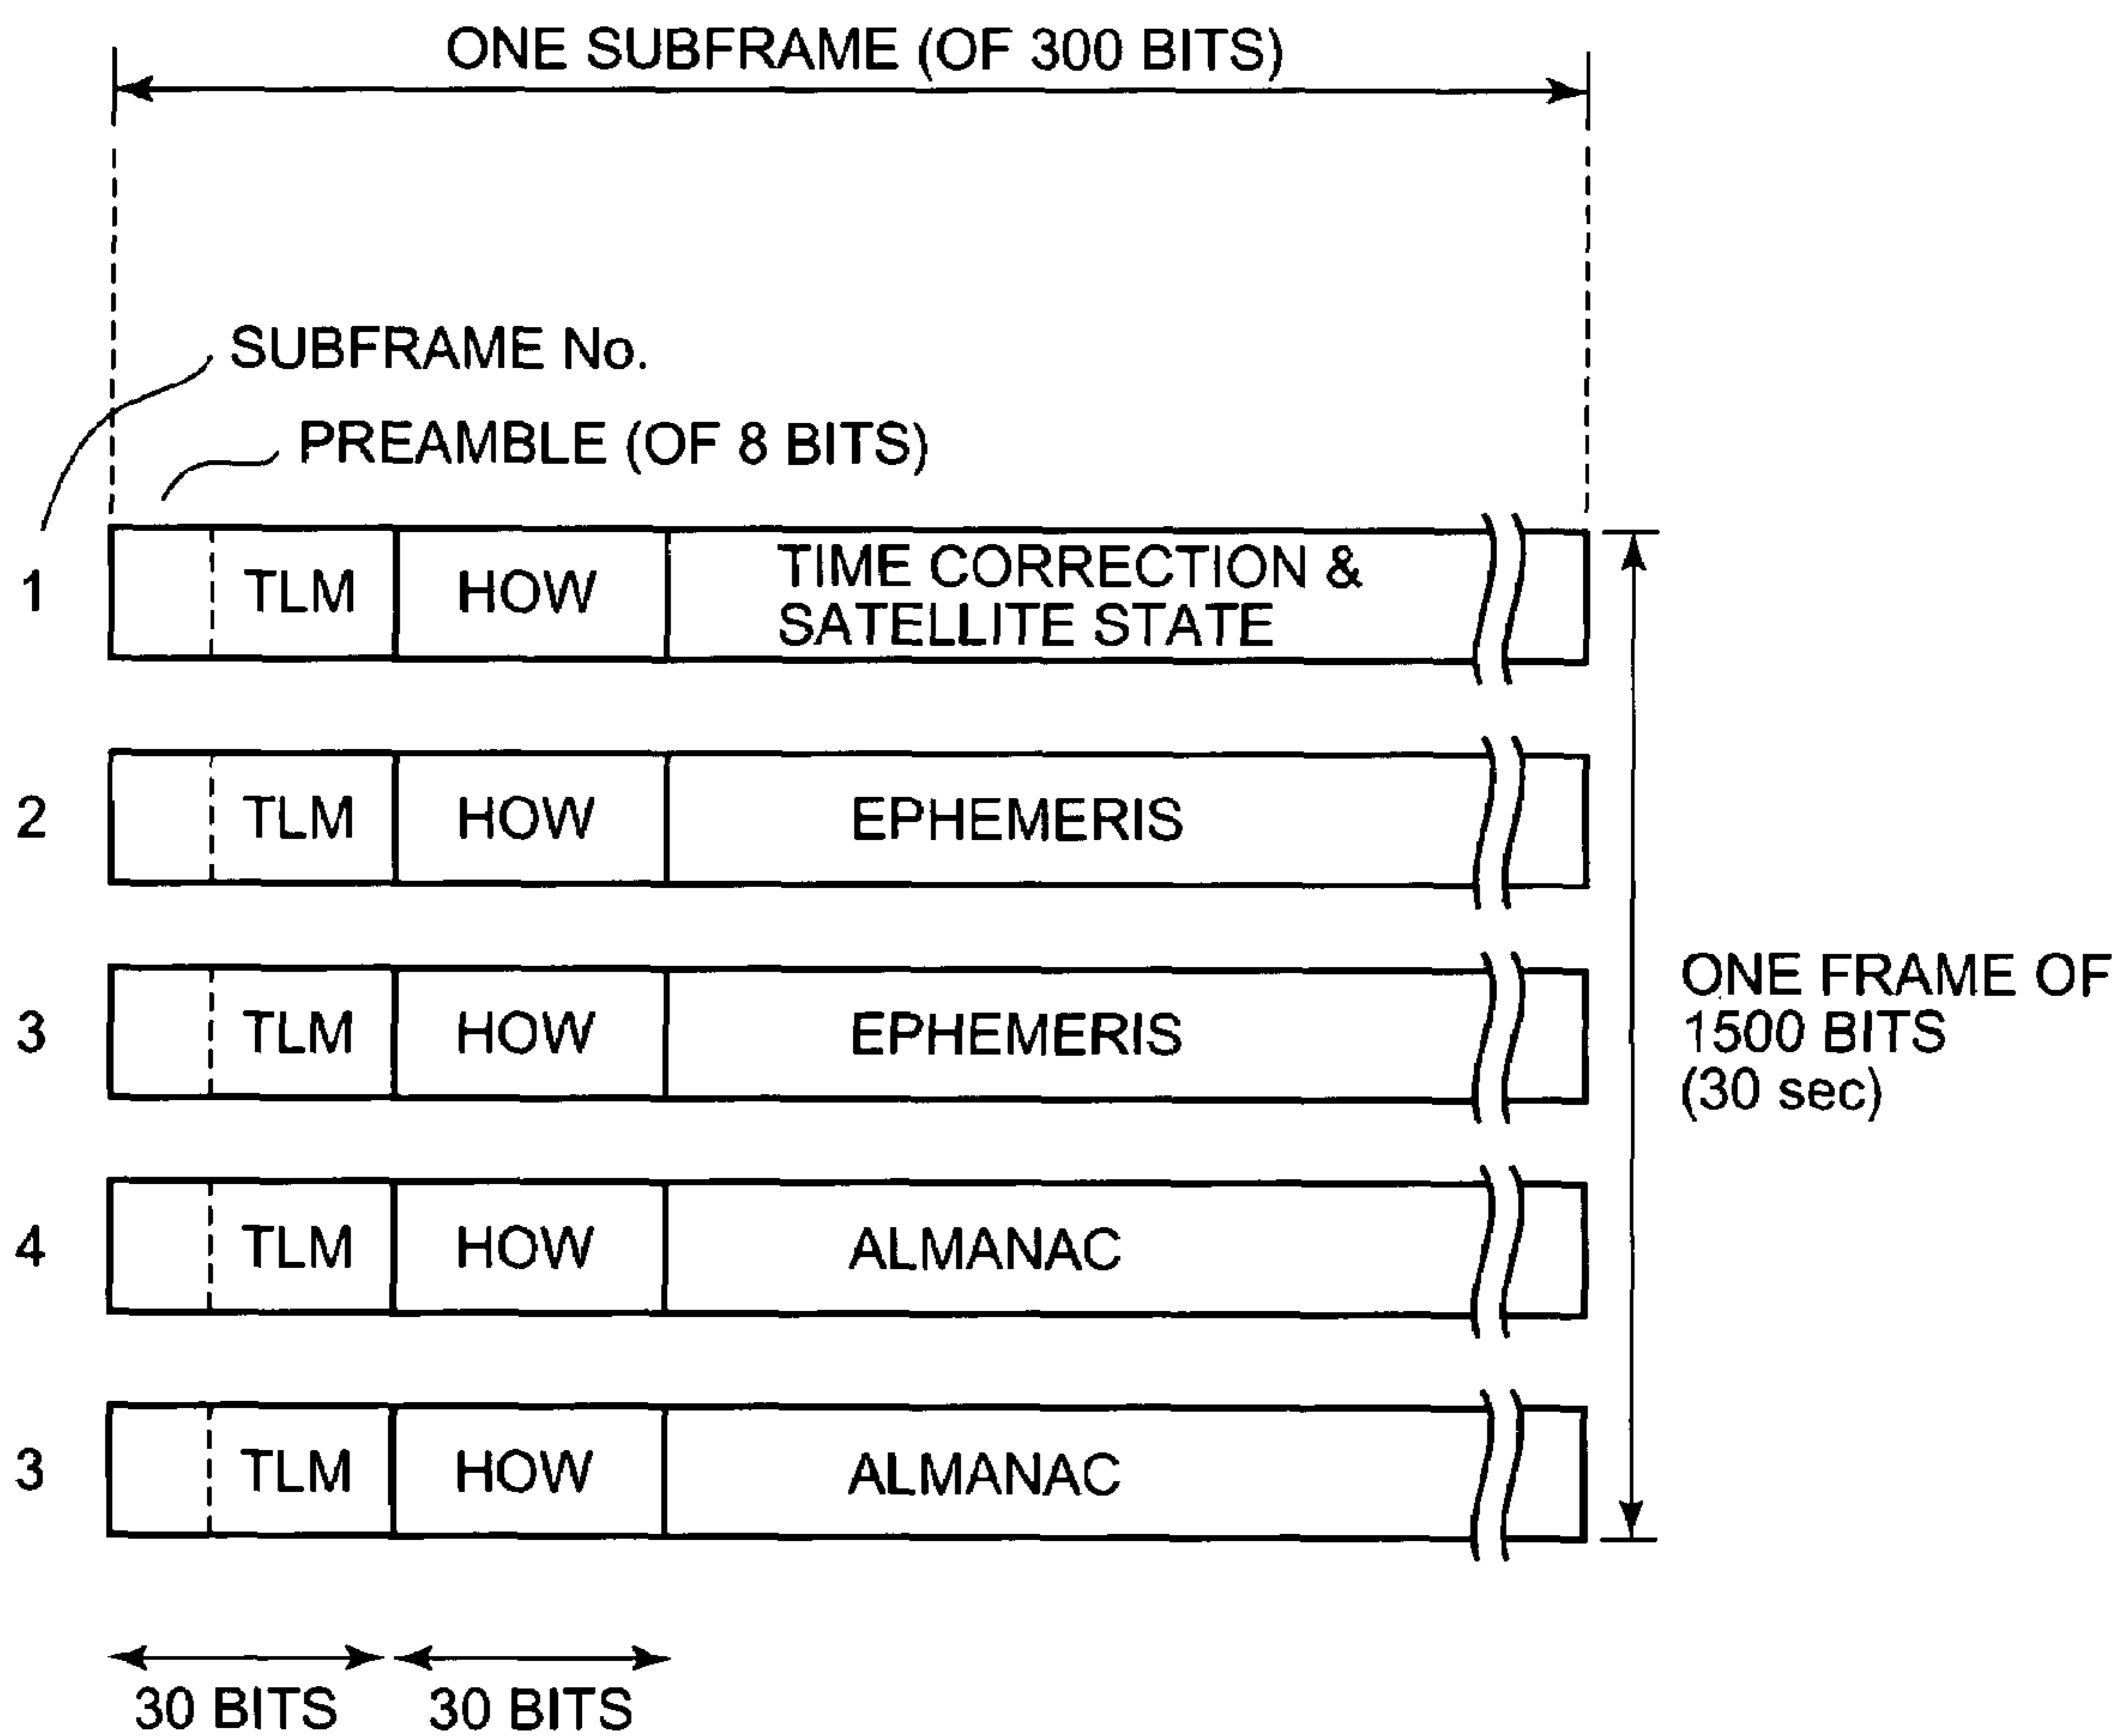 ONE SUBFRAME (OF 300 BITS)
SUBFRAME No.
PREAMBLE (OF 8 BITS)
1 TLM HOW TIME CORRECTION &
SATELLITE STATE
2 TLM HOW EPHEMERIS
3 TLM HOW EPHEMERIS
ONE FRAME OF
1500 BITS
(30 sec)
4 TLM HOW ALMANAC
3 TLM HOW ALMANAC
30 BITS 30 BITS